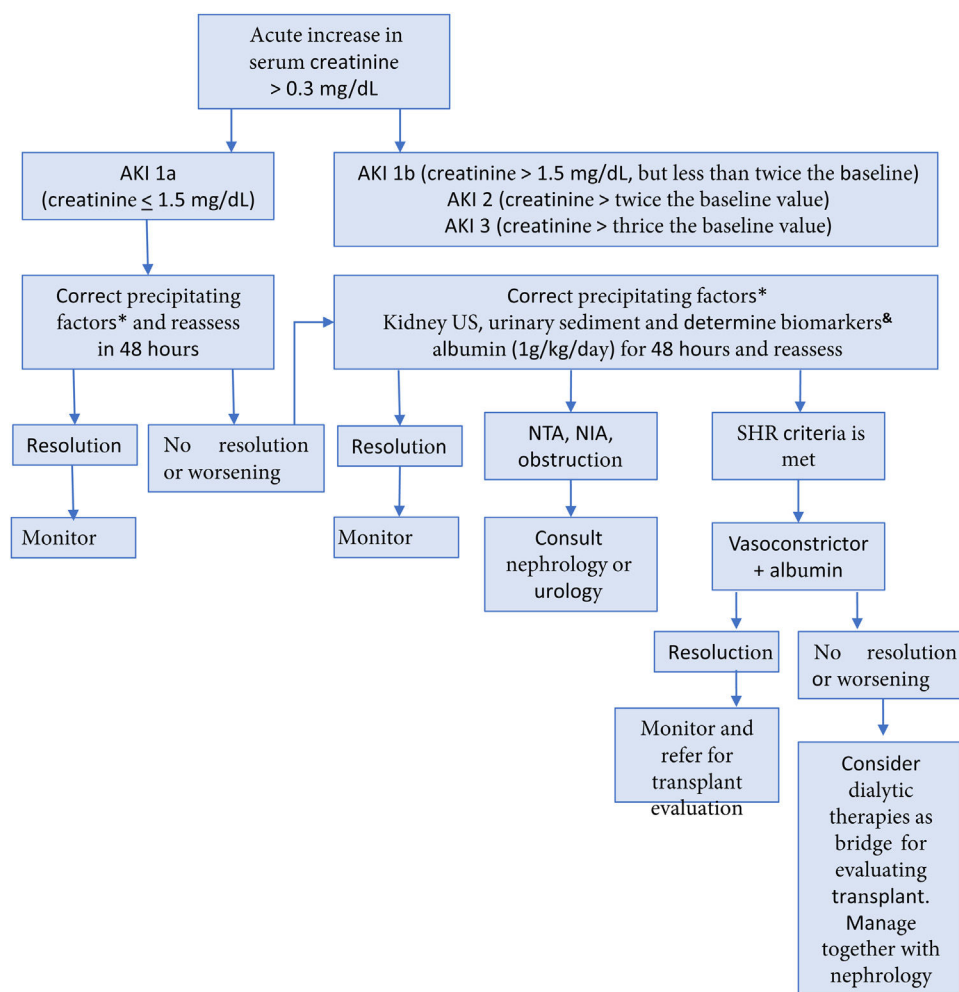 Acute increase in
serum creatinine
> 0.3 mg/dL
AKI 1a
(creatinine ≤ 1.5 mg/dL)
AKI 1b (creatinine > 1.5 mg/dL, but less than twice the baseline)
AKI 2 (creatinine > twice the baseline value)
AKI 3 (creatinine > thrice the baseline value)
Correct precipitating
factors* and reassess
in 48 hours
Correct precipitating factors*
Kidney US, urinary sediment and determine biomarkers&
albumin (1g/kg/day) for 48 hours and reassess
Resolution
No resolution
or worsening
Resolution
NTA, NIA,
obstruction
SHR criteria is
met
Monitor
Monitor
Consult
nephrology or
urology
Vasoconstrictor
+ albumin
Resoluction
No resolution
or worsening
Monitor and
refer for
transplant
evaluation
Consider
dialytic
therapies as
bridge for
evaluating
transplant.
Manage
together with
nephrology